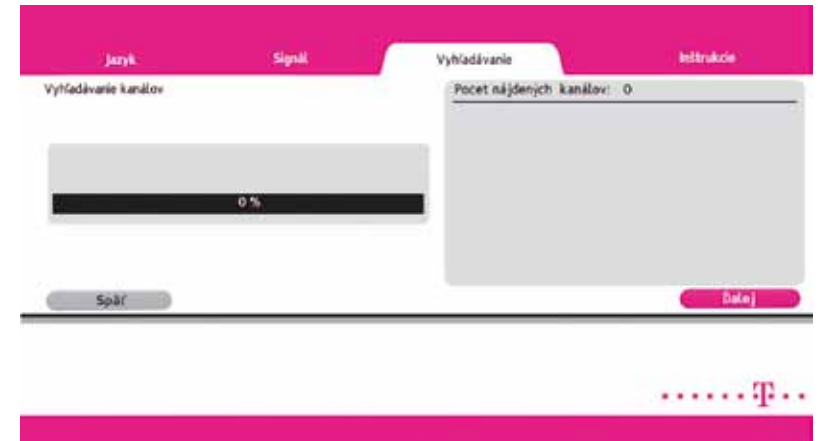 Jazyk Signál Vyhľadávanie Inštrukcie
Vyhľadávanie kanálov
Pocet nájdených kanálov: 0
0 %
Späť Ďalej
T